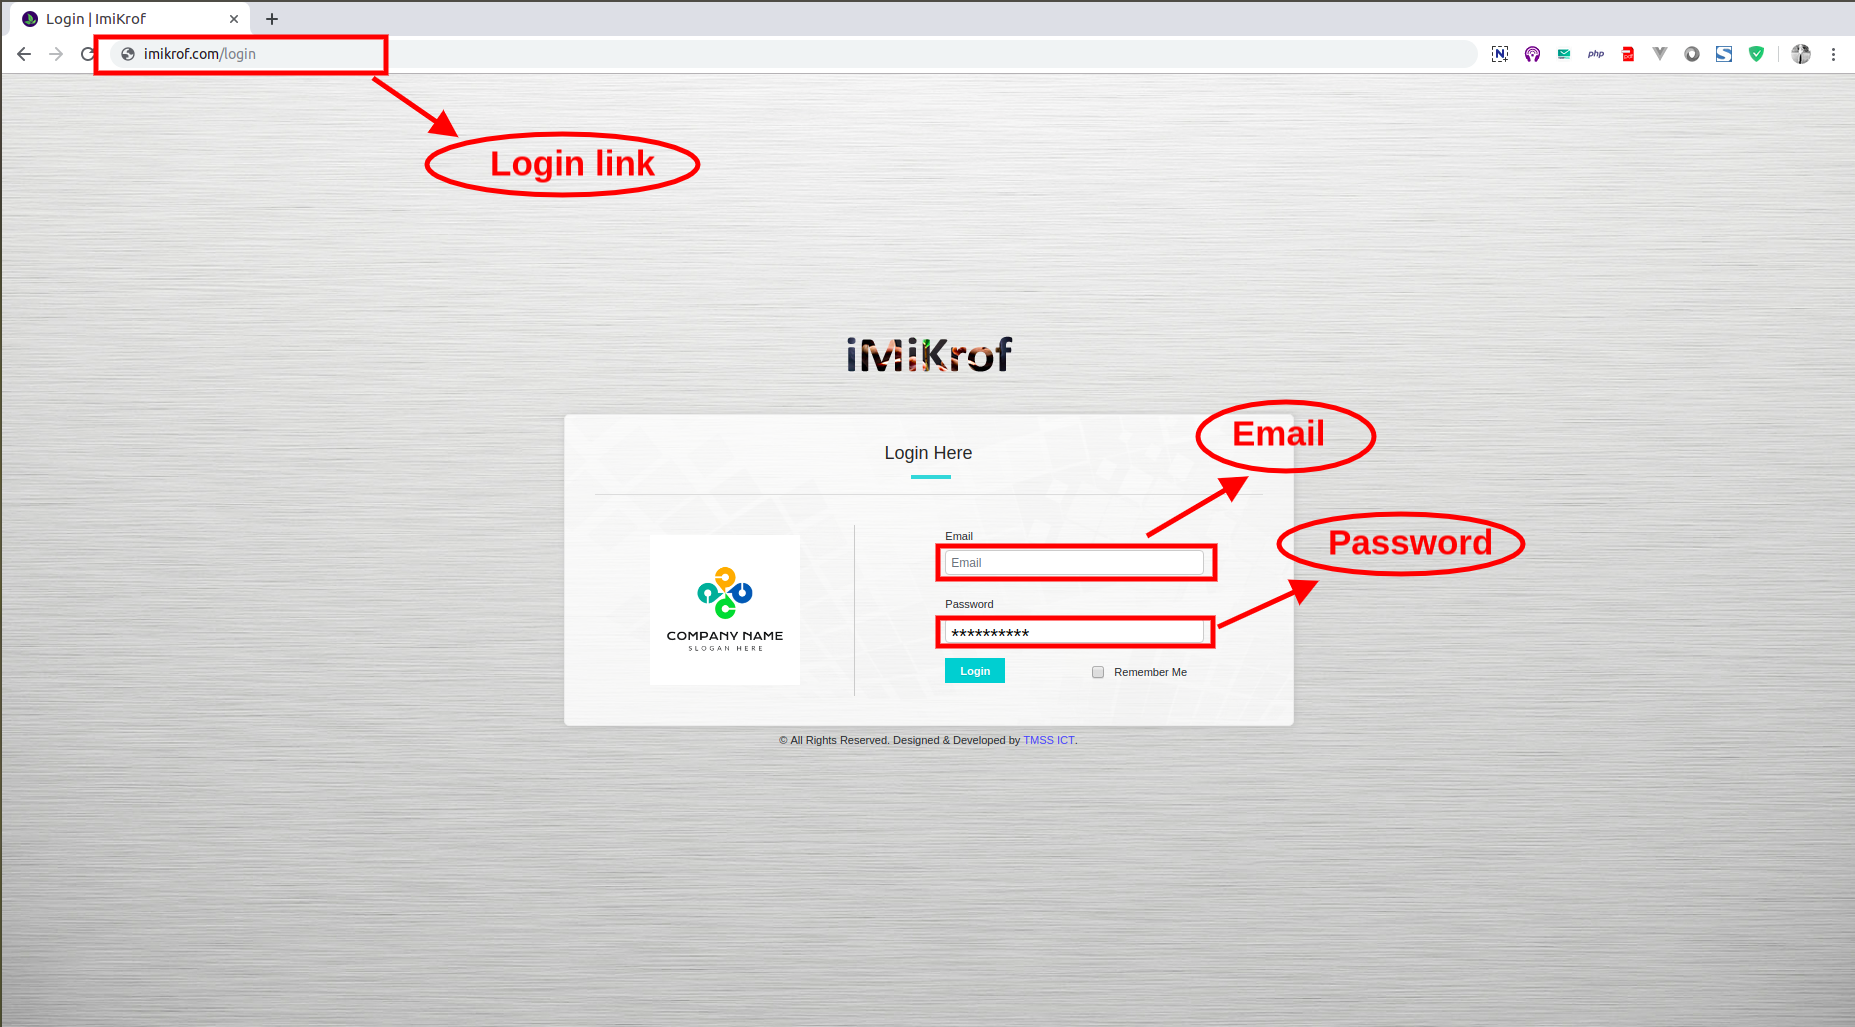 Login | ImiKrof
imikrof.com/login
php
Login link
iMiKrof
Login Here
Email
Email
Email
Password
Password
**********
COMPANY NAME
SLOGAN HERE
Login
Remember Me
© All Rights Reserved. Designed & Developed by TMSS ICT.